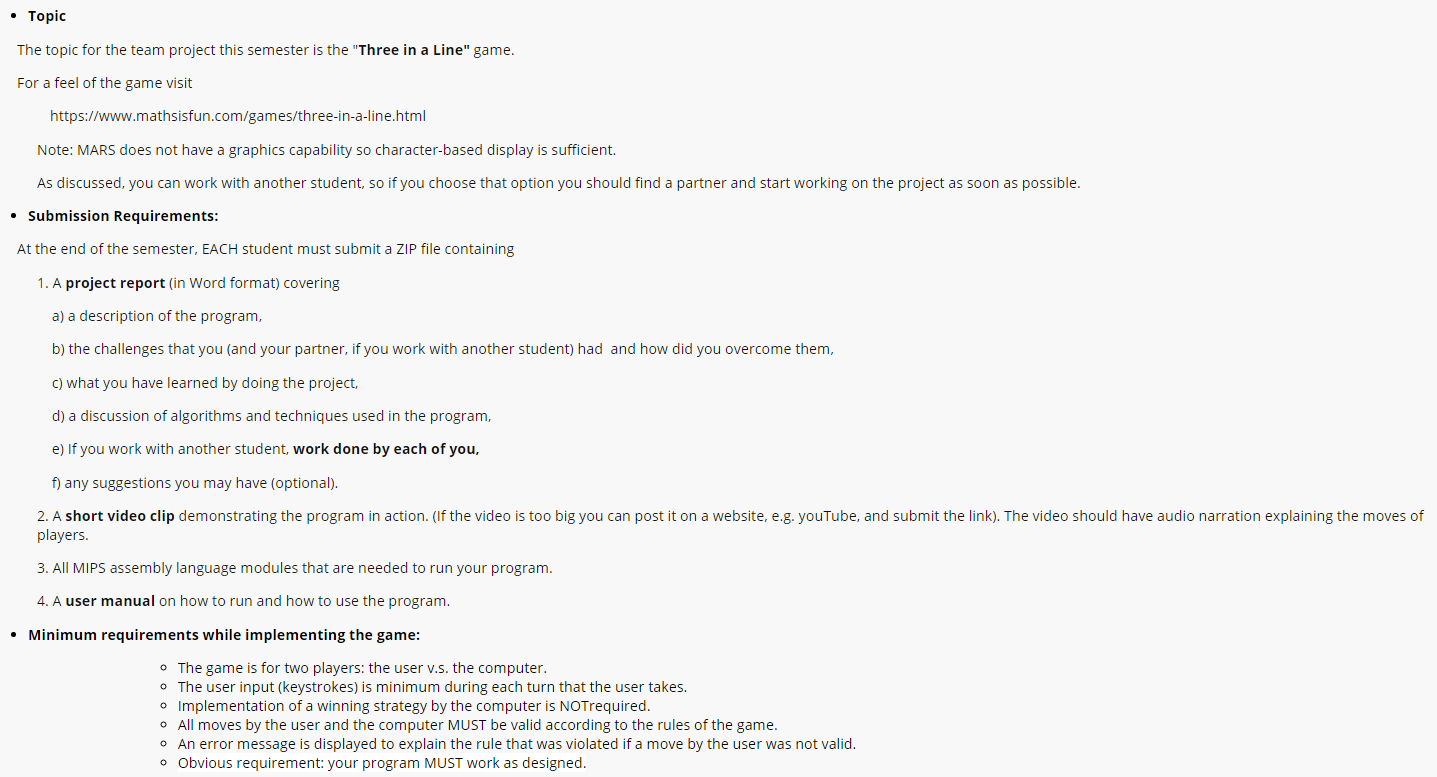 • Topic
The topic for the team project this semester is the "Three in a Line" game.
For a feel of the game visit
https://www.mathsisfun.com/games/three-in-a-line.html
Note: MARS does not have a graphics capability so character-based display is sufficient.
As discussed, you can work with another student, so if you choose that option you should find a partner and start working on the project as soon as possible.
• Submission Requirements:
At the end of the semester, EACH student must submit a ZIP file containing
1. A project report (in Word format) covering
a) a description of the program,
b) the challenges that you (and your partner, if you work with another student) had  and how did you overcome them,
c) what you have learned by doing the project,
d) a discussion of algorithms and techniques used in the program,
e) If you work with another student, work done by each of you,
f) any suggestions you may have (optional).
2. A short video clip demonstrating the program in action. (If the video is too big you can post it on a website, e.g. youTube, and submit the link). The video should have audio narration explaining the moves of
players.
3. All MIPS assembly language modules that are needed to run your program.
4. A user manual on how to run and how to use the program.
• Minimum requirements while implementing the game:
◦ The game is for two players: the user v.s. the computer.
◦ The user input (keystrokes) is minimum during each turn that the user takes.
◦ Implementation of a winning strategy by the computer is NOTrequired.
◦ All moves by the user and the computer MUST be valid according to the rules of the game.
◦ An error message is displayed to explain the rule that was violated if a move by the user was not valid.
◦ Obvious requirement: your program MUST work as designed.